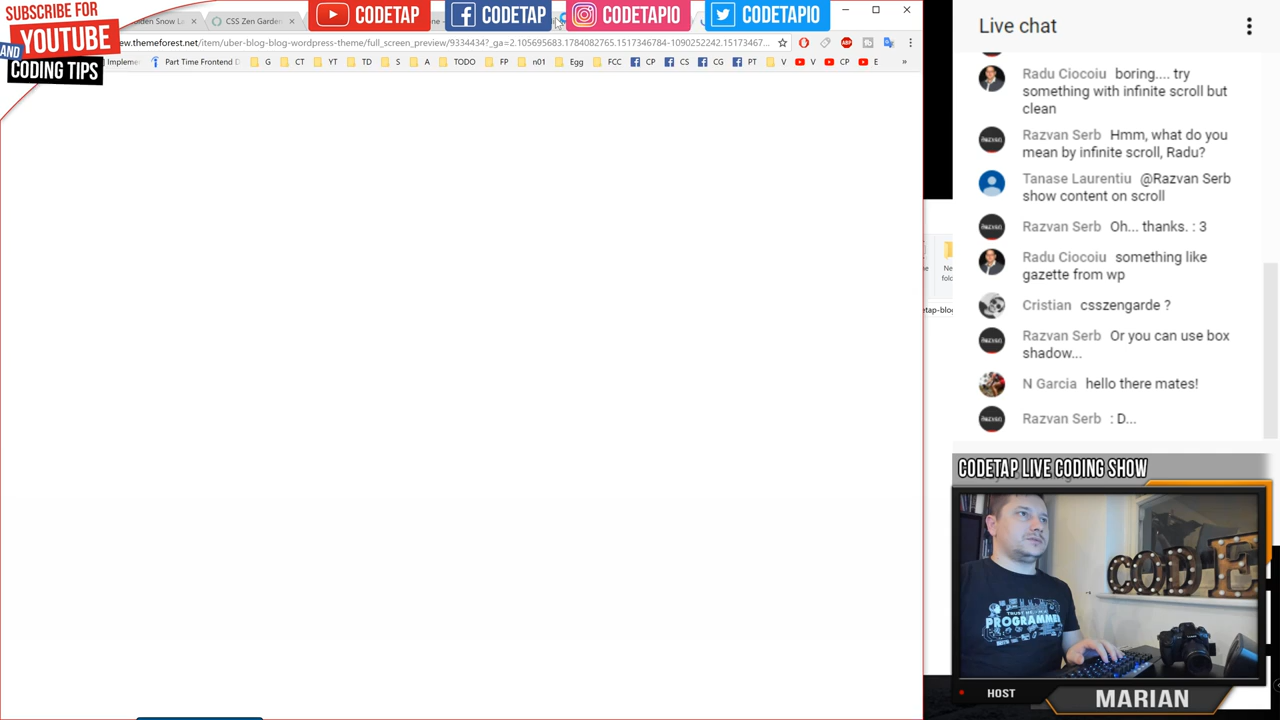 SUBSCRIBE FOR
YOUTUBE
AND
CODING TIPS
CODETAP
CODETAP
CODETAPIO
CODETAPIO
CSS Zen Garden
.themeforest.net/item/uber-blog-blog-wordpress-theme/full_screen_preview/9334434?_ga=2.105695683.1784082765.1517346784-1090252242.15173467...
Part Time Frontend D
G
CT
YT
TD
S
A
TODO
FP
n01
Egg
FCC
CP
CS
CG
PT
V
V
CP
E
Live chat
Radu Ciocoiu boring.... try
something with infinite scroll but
clean
Razvan Serb Hmm, what do you
mean by infinite scroll, Radu?
Tanase Laurentiu @Razvan Serb
show content on scroll
Razvan Serb Oh... thanks. : 3
Radu Ciocoiu something like
gazette from wp
Cristian csszengarde ?
Razvan Serb Or you can use box
shadow...
N Garcia hello there mates!
Razvan Serb : D...
CODETAP LIVE CODING SHOW
CODE
PROGRAMMER
HOST
MARIAN